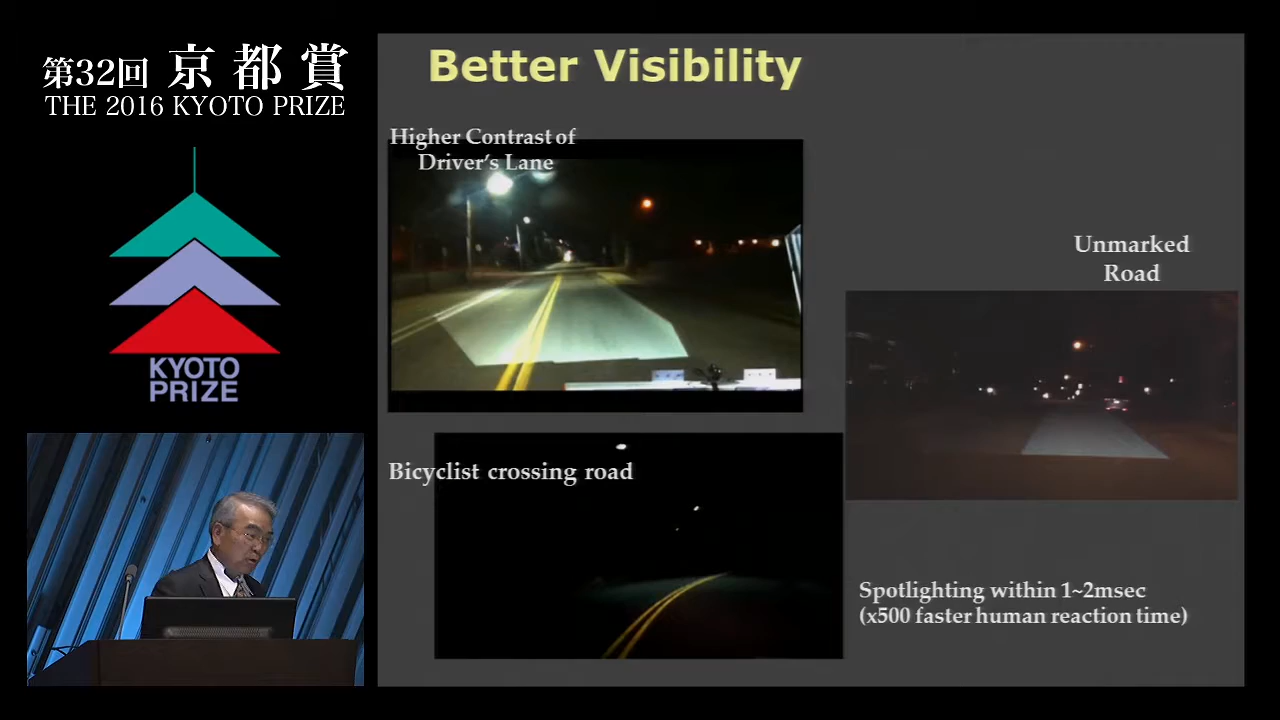 第32回 京都賞
THE 2016 KYOTO PRIZE
KYOTO
PRIZE
Better Visibility
Higher Contrast of
Driver's Lane
Unmarked
Road
Bicyclist crossing road
Spotlighting within 1~2msec
(x500 faster human reaction time)